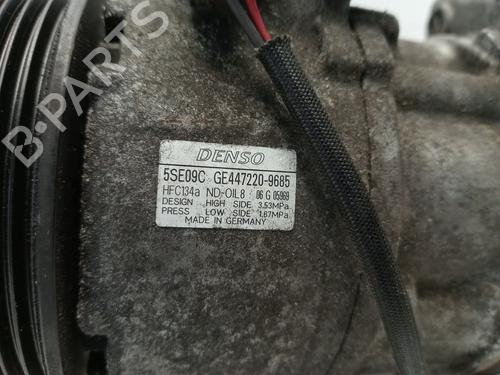 B-PARTS
DENSO
5SE09C GE447220-9685
HFC134a ND-OIL8 06 G 05969
DESIGN HIGH SIDE 3.53MPa
PRESS LOW SIDE 1.67MPa
MADE IN GERMANY